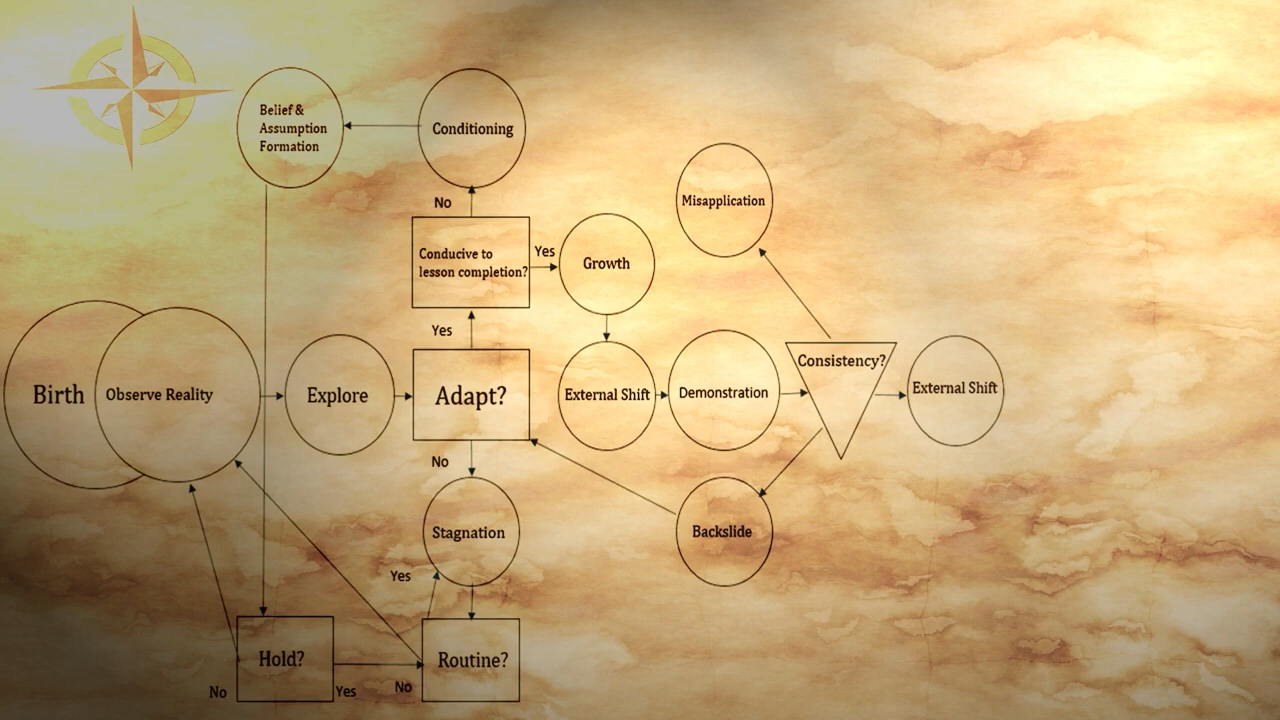 Belief &
Assumption
Formation
Conditioning
No
Misapplication
Conducive to
lesson completion?
Yes
Growth
Yes
Birth
Observe Reality
Explore
Adapt?
External Shift
Demonstration
Consistency?
External Shift
No
Stagnation
Backslide
Yes
Hold?
Routine?
No
Yes
No